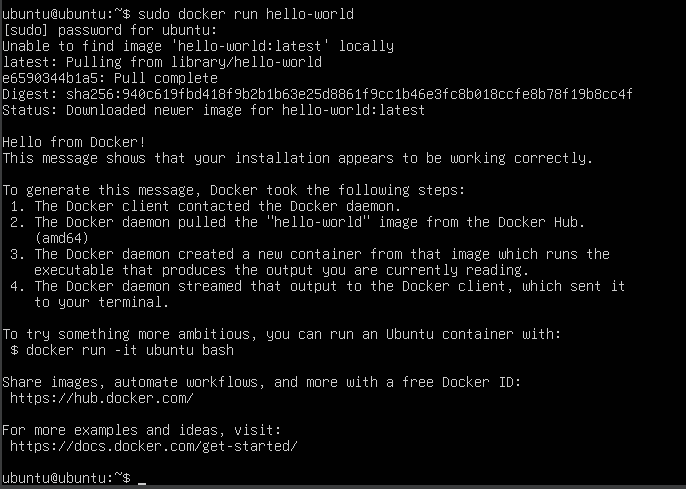 ubuntu@ubuntu:~$ sudo docker run hello-world
[sudo] password for ubuntu:
Unable to find image 'hello-world:latest' locally
latest: Pulling from library/hello-world
e6590344b1a5: Pull complete
Digest: sha256:940c619fbd418f9b2b1b63e25d8861f9cc1b46e3fc8b018ccfe8b78f19b8cc4f
Status: Downloaded newer image for hello-world:latest

Hello from Docker!
This message shows that your installation appears to be working correctly.

To generate this message, Docker took the following steps:
 1. The Docker client contacted the Docker daemon.
 2. The Docker daemon pulled the "hello-world" image from the Docker Hub.
    (amd64)
 3. The Docker daemon created a new container from that image which runs the
    executable that produces the output you are currently reading.
 4. The Docker daemon streamed that output to the Docker client, which sent it
    to your terminal.

To try something more ambitious, you can run an Ubuntu container with:
 $ docker run -it ubuntu bash

Share images, automate workflows, and more with a free Docker ID:
 https://hub.docker.com/

For more examples and ideas, visit:
 https://docs.docker.com/get-started/

ubuntu@ubuntu:~$ _